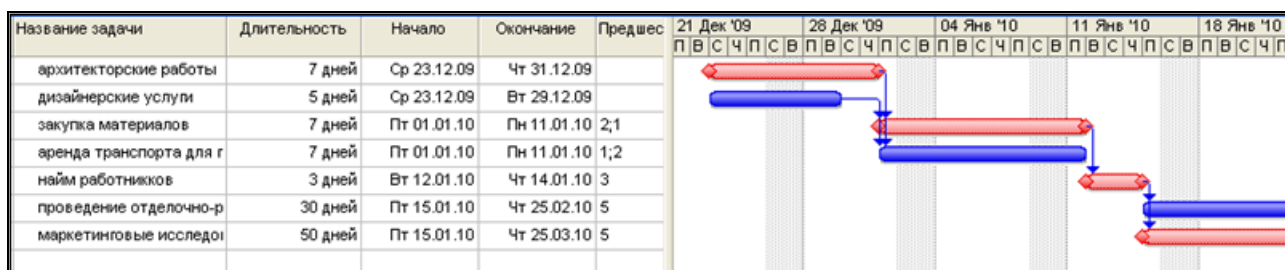 Название задачи Длительность Начало Окончание Предшес 21 Дек '09 28 Дек '09 04 Янв '10 11 Янв '10 18 Янв '10
П В С Ч П С В П В С Ч П С В П В С Ч П С В П В С Ч П С В П В С Ч П
архитекторские работы 7 дней Ср 23.12.09 Чт 31.12.09
дизайнерские услуги 5 дней Ср 23.12.09 Вт 29.12.09
закупка материалов 7 дней Пт 01.01.10 Пн 11.01.10 2;1
аренда транспорта для г 7 дней Пт 01.01.10 Пн 11.01.10 1;2
найм работникков 3 дней Вт 12.01.10 Чт 14.01.10 3
проведение отделочно-р 30 дней Пт 15.01.10 Чт 25.02.10 5
маркетинговые исследо 50 дней Пт 15.01.10 Чт 25.03.10 5